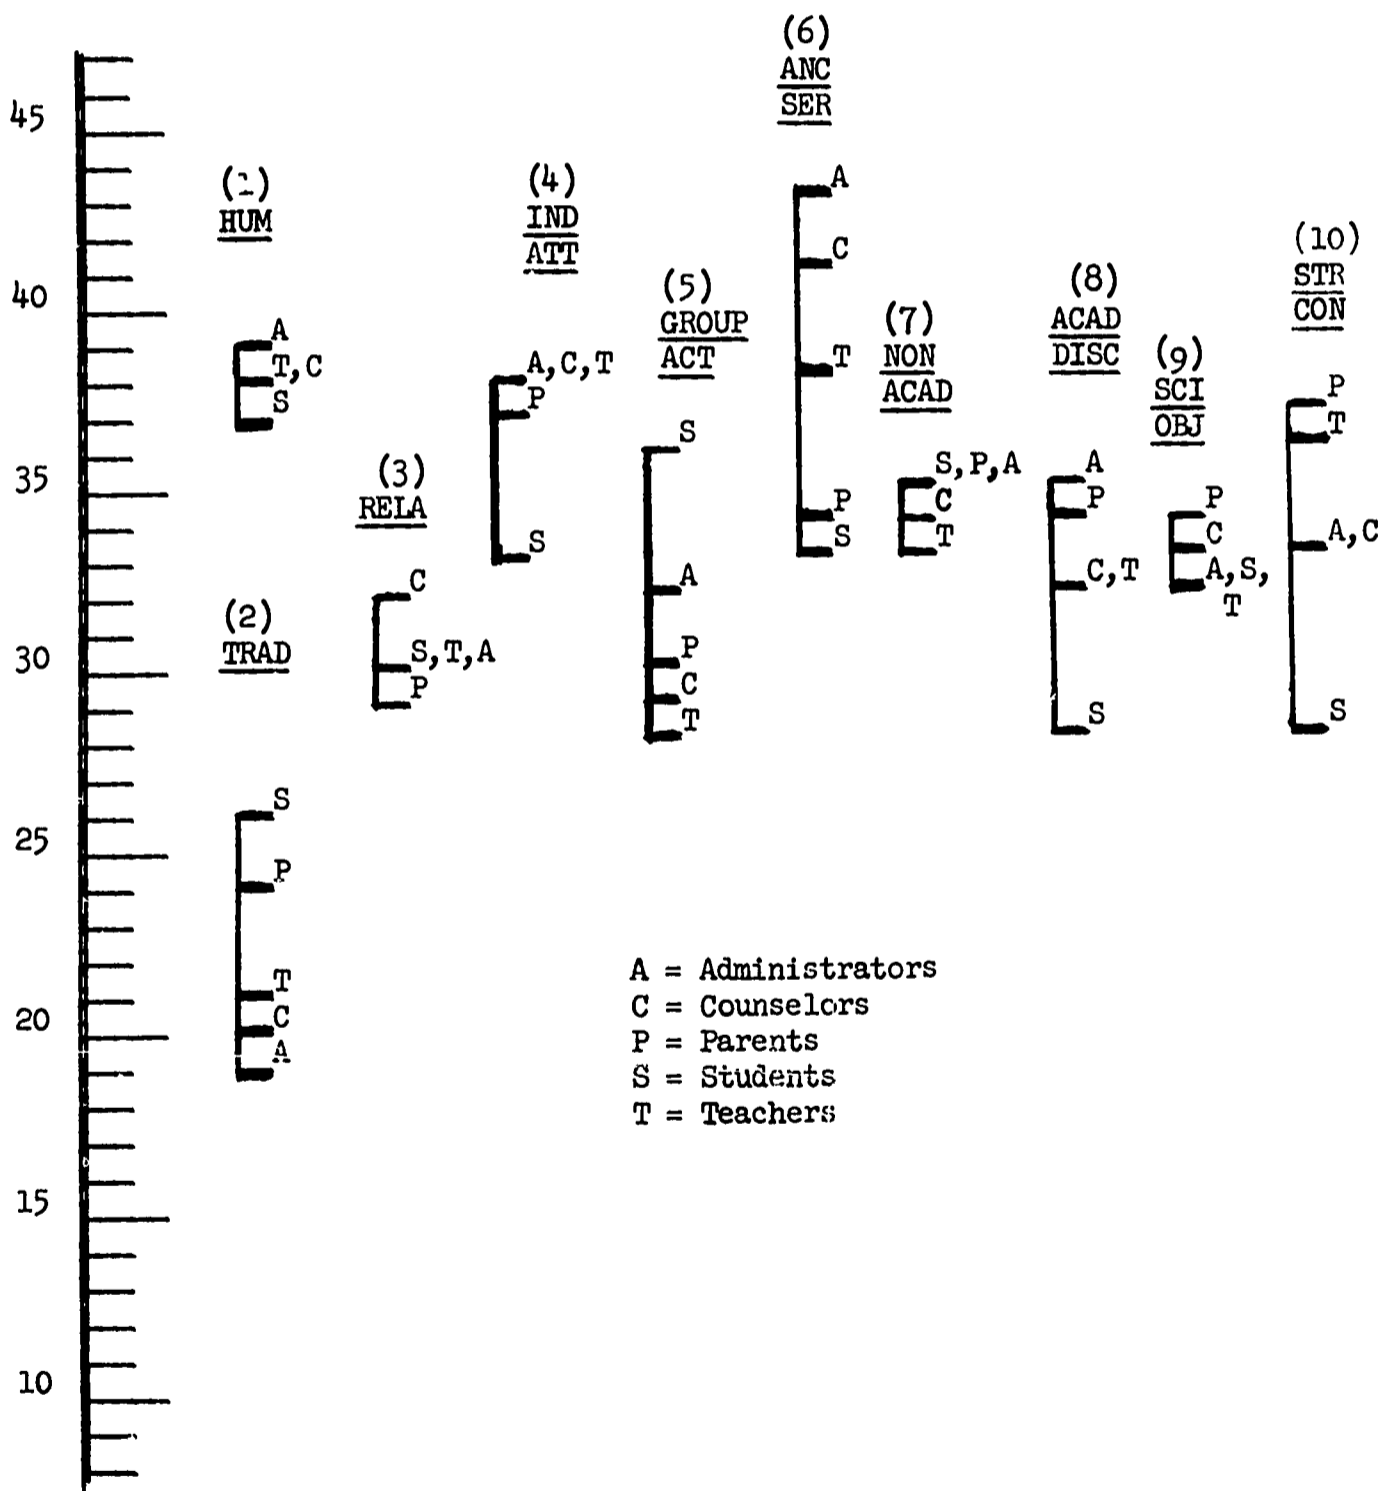 45
40
35
30
25
20
15
10
(1)
HUM
A
T,C
S
(2)
TRAD
S
P
T
C
A
(3)
RELA
C
S,T,A
P
(4)
IND
ATT
A,C,T
P
S
(5)
GROUP
ACT
S
A
P
C
T
(6)
ANC
SER
A
C
T
P
S
(7)
NON
ACAD
S,P,A
C
T
(8)
ACAD
DISC
A
P
C,T
S
(9)
SCI
OBJ
P
C
A,S,
T
(10)
STR
CON
P
T
A,C
S
A = Administrators
C = Counselors
P = Parents
S = Students
T = Teachers